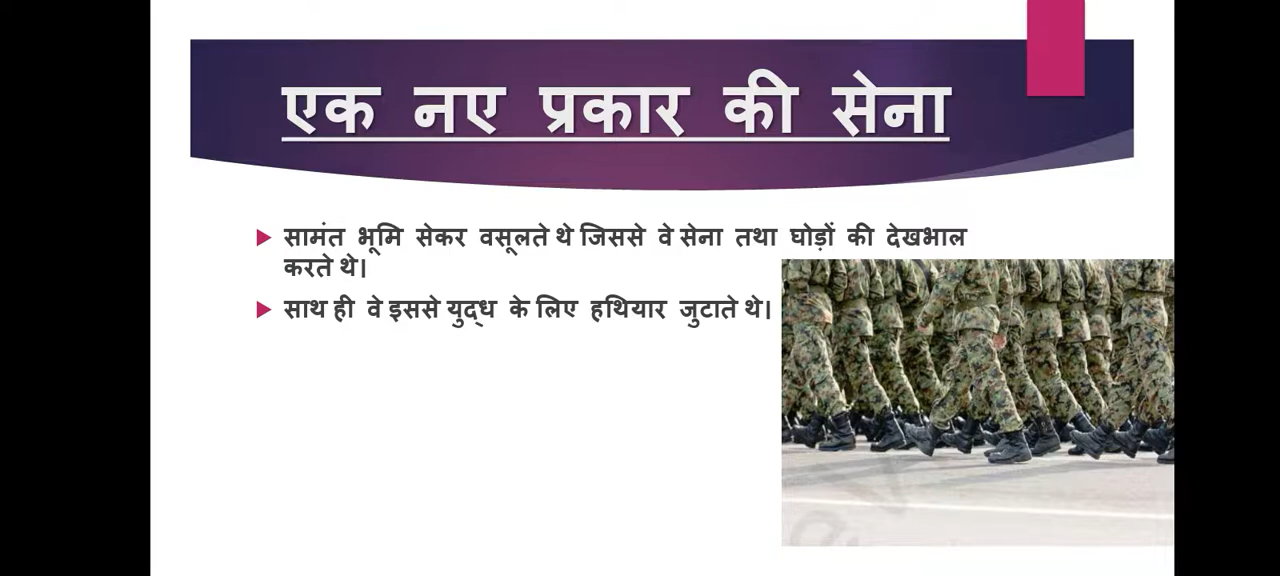 एक नए प्रकार की सेना
सामंत भूमि सेकर वसूलते थे जिससे वे सेना तथा घोड़ों की देखभाल
करते थे।
साथ ही वे इससे युद्ध के लिए हथियार जुटाते थे।